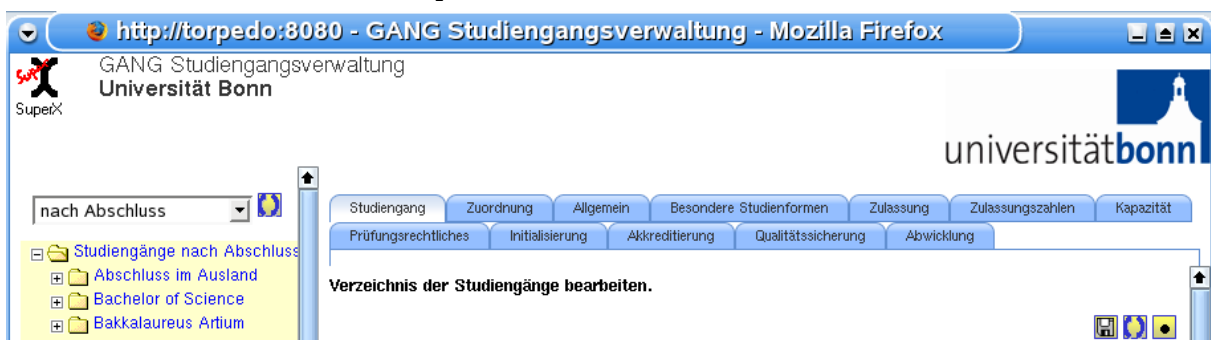 http://torpedo:8080 - GANG Studiengangsverwaltung - Mozilla Firefox
SuperX
SuperX
GANG Studiengangsverwaltung
Universität Bonn
universitätbonn
nach Abschluss
Studiengang Zuordnung Allgemein Besondere Studienformen Zulassung Zulassungszahlen Kapazität
Prüfungsrechtliches Initialisierung Akkreditierung Qualitätssicherung Abwicklung
Studiengänge nach Abschluss
Abschluss im Ausland
Bachelor of Science
Bakkalaureus Artium
Verzeichnis der Studiengänge bearbeiten.